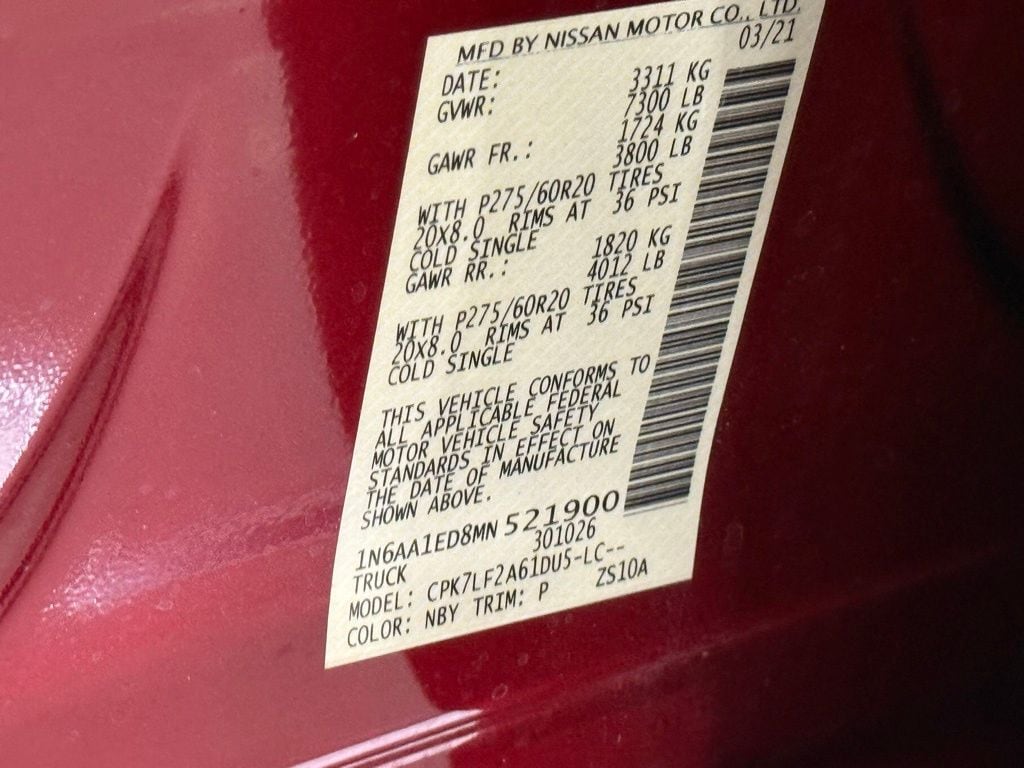 MFD BY NISSAN MOTOR CO., LTD.
DATE: 03/21
GVWR: 3311 KG
7300 LB
GAWR FR.: 1724 KG
3800 LB
WITH P275/60R20 TIRES
20X8.0 RIMS AT 36 PSI
COLD SINGLE
GAWR RR.: 1820 KG
4012 LB
WITH P275/60R20 TIRES
20X8.0 RIMS AT 36 PSI
COLD SINGLE
THIS VEHICLE CONFORMS TO
ALL APPLICABLE FEDERAL
MOTOR VEHICLE SAFETY
STANDARDS IN EFFECT ON
THE DATE OF MANUFACTURE
SHOWN ABOVE.
1N6AA1ED8MN 521900
TRUCK 301026
MODEL: CPK7LF2A61DU5-LC--
COLOR: NBY TRIM: P ZS10A